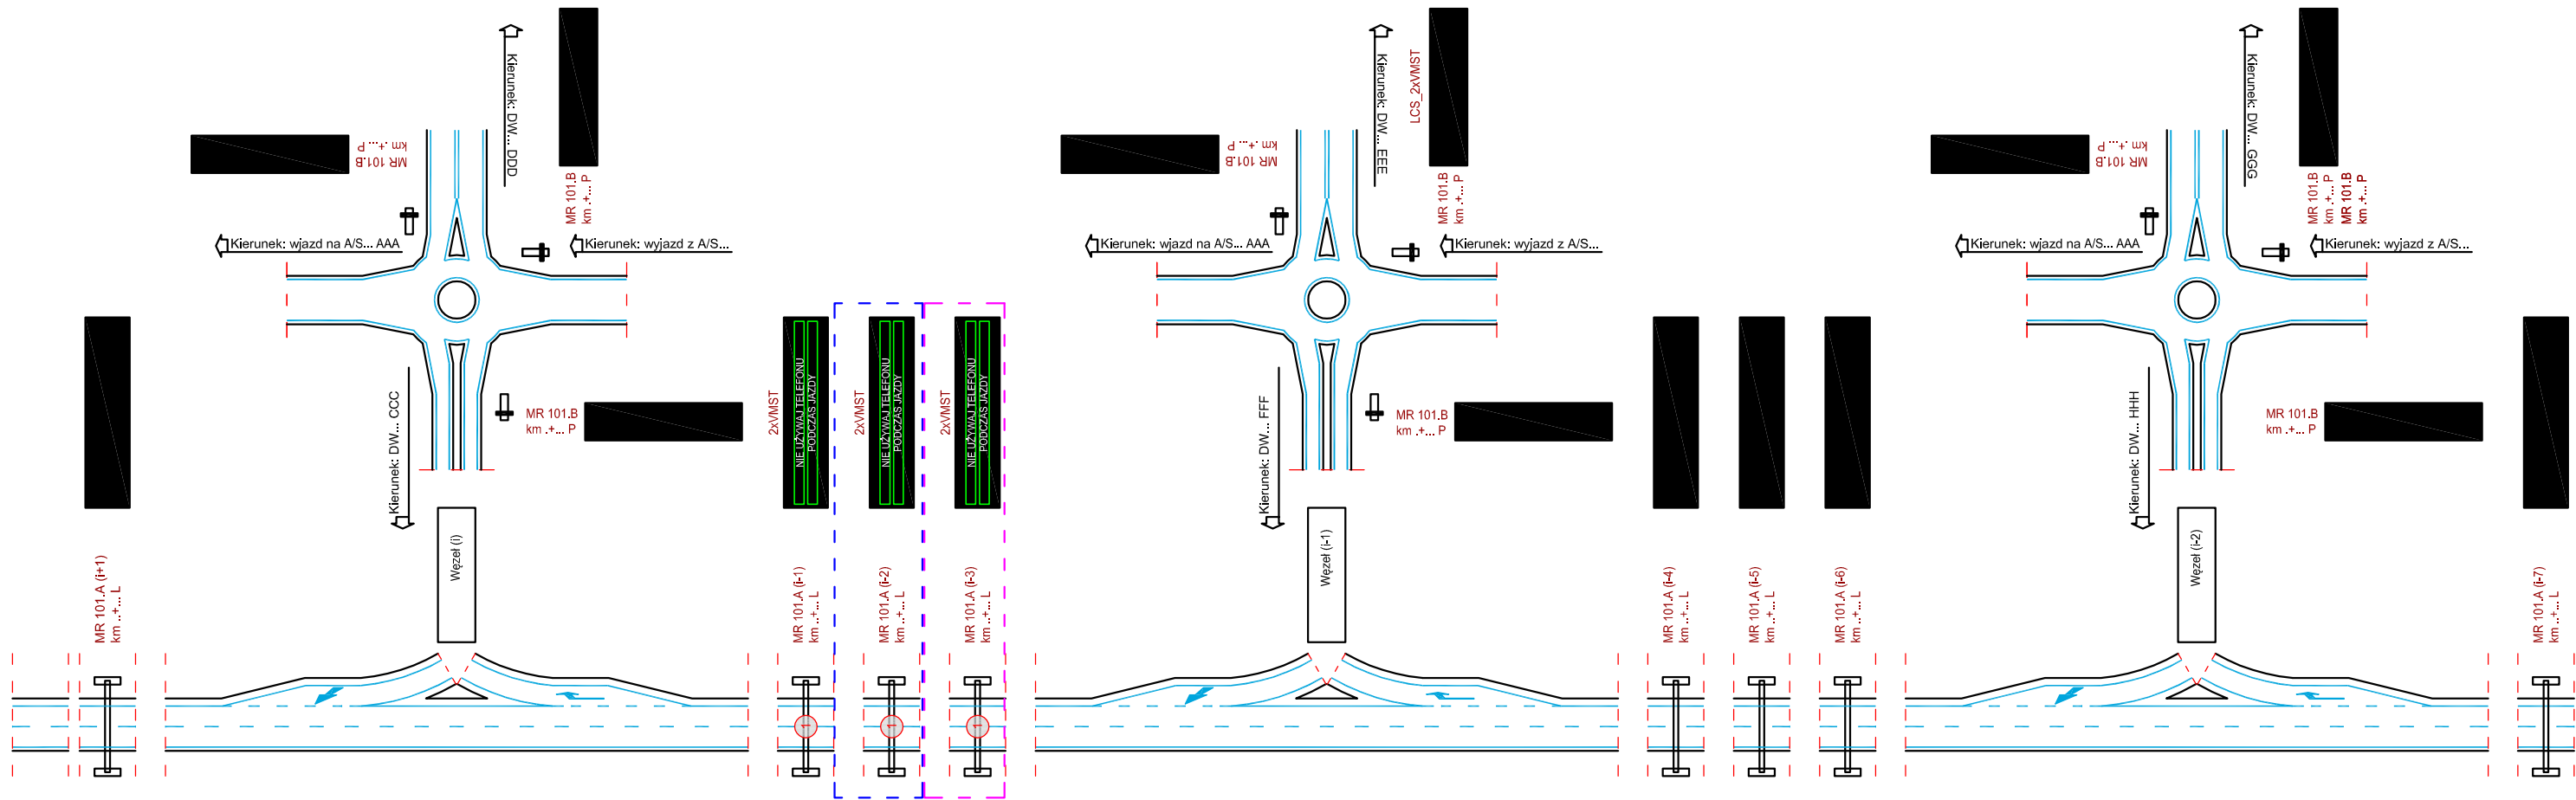 Kierunek: DW... DDD
MR 101.B
km .+... P
MR 101.B
km .+... P
Kierunek: wjazd na A/S... AAA
Kierunek: wyjazd z A/S...
Kierunek: DW... CCC
MR 101.B
km .+... P
Węzeł (i)
MR 101.A (i+1)
km ..+... L
2xVMST
NIE UŻYWAJ TELEFONU
PODCZAS JAZDY
MR 101.A (i-1)
km ..+... L
1
2xVMST
NIE UŻYWAJ TELEFONU
PODCZAS JAZDY
MR 101.A (i-2)
km ..+... L
1
2xVMST
NIE UŻYWAJ TELEFONU
PODCZAS JAZDY
MR 101.A (i-3)
km ..+... L
1
Kierunek: DW... EEE
LCS_2xVMST
MR 101.B
km .+... P
MR 101.B
km .+... P
Kierunek: wjazd na A/S... AAA
Kierunek: wyjazd z A/S...
Kierunek: DW... FFF
MR 101.B
km .+... P
Węzeł (i-1)
MR 101.A (i-4)
km ..+... L
MR 101.A (i-5)
km ..+... L
MR 101.A (i-6)
km ..+... L
Kierunek: DW... GGG
MR 101.B
km .+... P
MR 101.B
km .+... P
MR 101.B
km .+... P
Kierunek: wjazd na A/S... AAA
Kierunek: wyjazd z A/S...
Kierunek: DW... HHH
MR 101.B
km .+... P
Węzeł (i-2)
MR 101.A (i-7)
km ..+... L